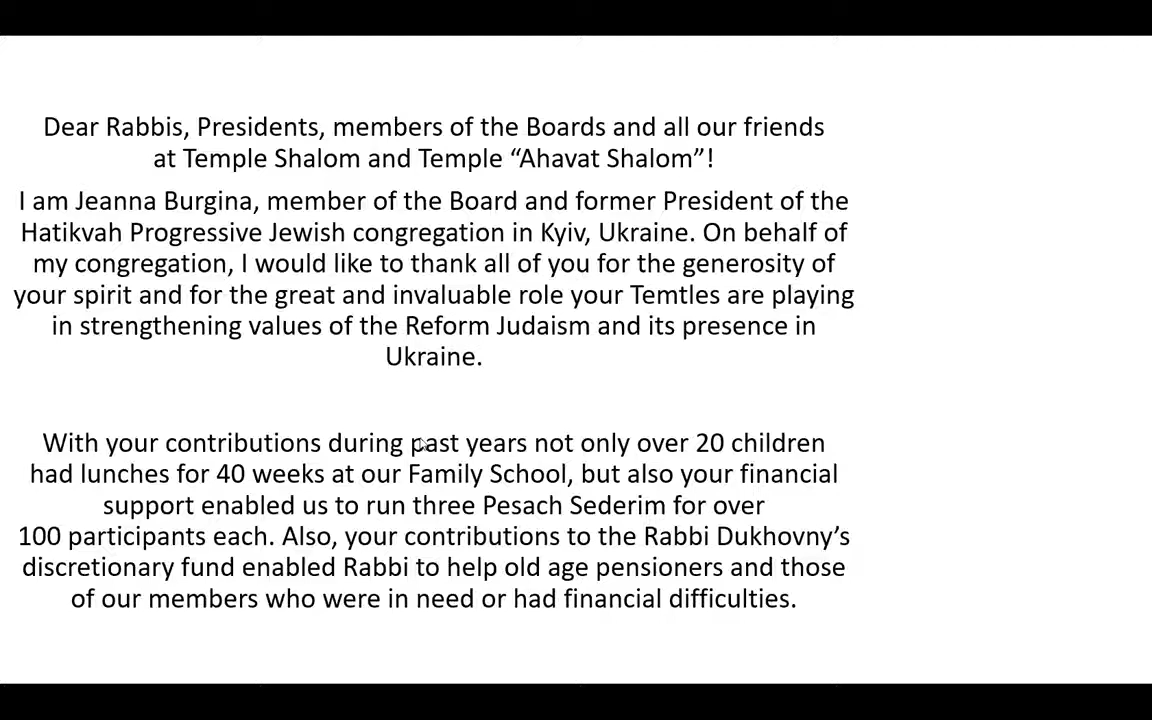 Dear Rabbis, Presidents, members of the Boards and all our friends
at Temple Shalom and Temple “Ahavat Shalom”!
I am Jeanna Burgina, member of the Board and former President of the
Hatikvah Progressive Jewish congregation in Kyiv, Ukraine. On behalf of
my congregation, I would like to thank all of you for the generosity of
your spirit and for the great and invaluable role your Temtles are playing
in strengthening values of the Reform Judaism and its presence in
Ukraine.
With your contributions during past years not only over 20 children
had lunches for 40 weeks at our Family School, but also your financial
support enabled us to run three Pesach Sederim for over
100 participants each. Also, your contributions to the Rabbi Dukhovny’s
discretionary fund enabled Rabbi to help old age pensioners and those
of our members who were in need or had financial difficulties.